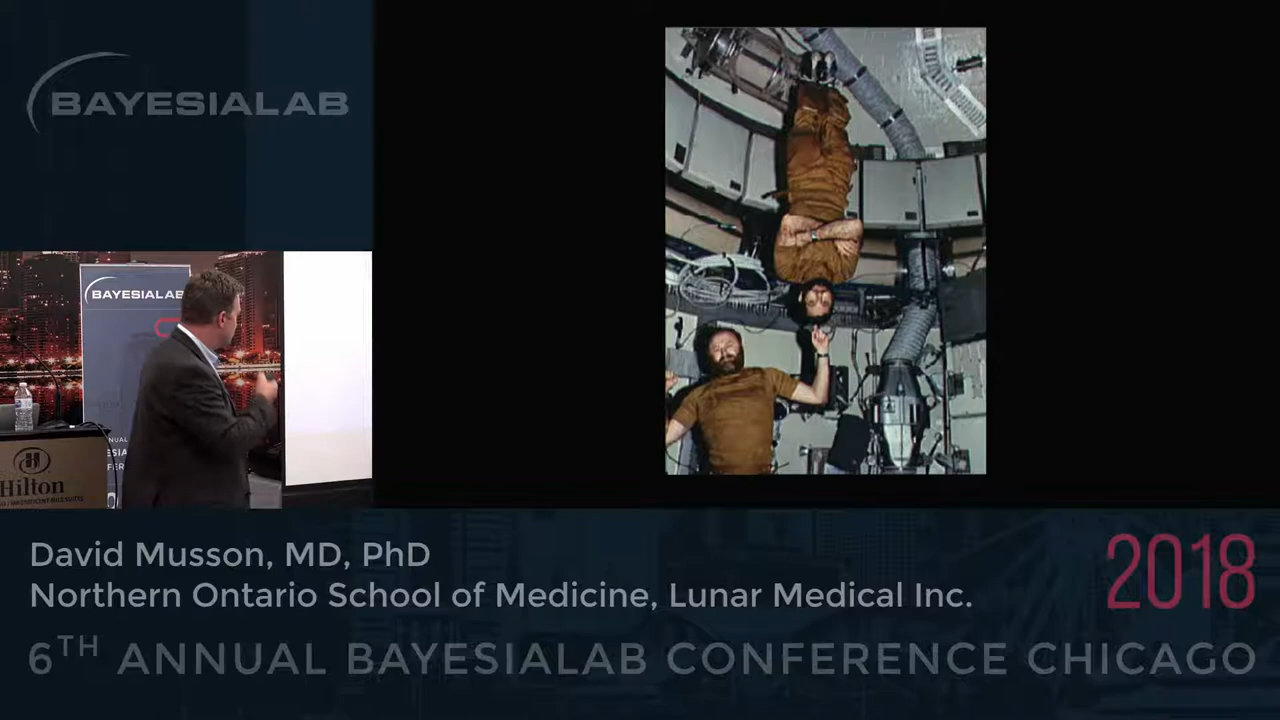 BAYESIALAB
BAYESIALAB
Hilton
David Musson, MD, PhD
Northern Ontario School of Medicine, Lunar Medical Inc.
2018
6TH ANNUAL BAYESIALAB CONFERENCE CHICAGO